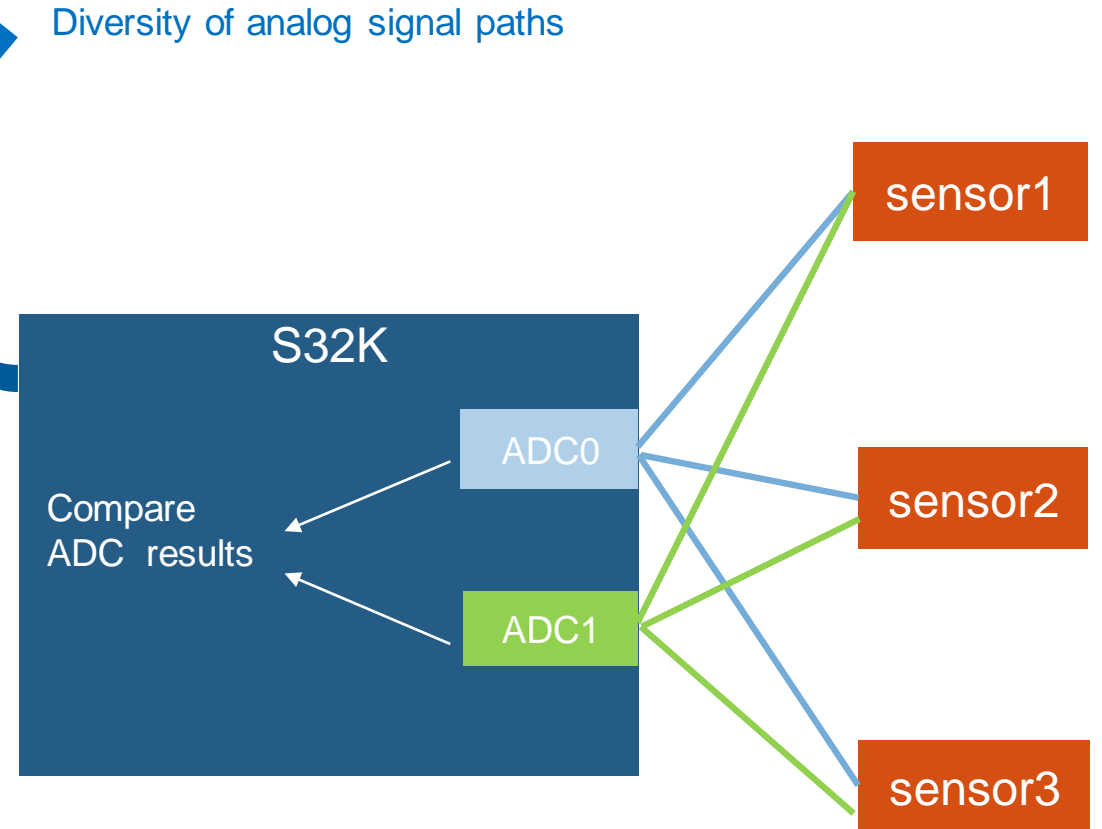 Diversity of analog signal paths
sensor1
S32K
ADC0
Compare
ADC results
sensor2
ADC1
sensor3